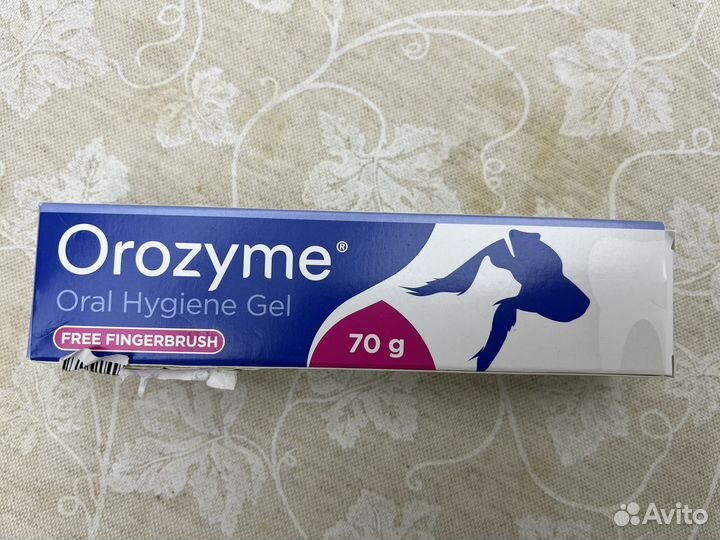 Orozyme®
Oral Hygiene Gel
FREE FINGERBRUSH
70 g
Avito